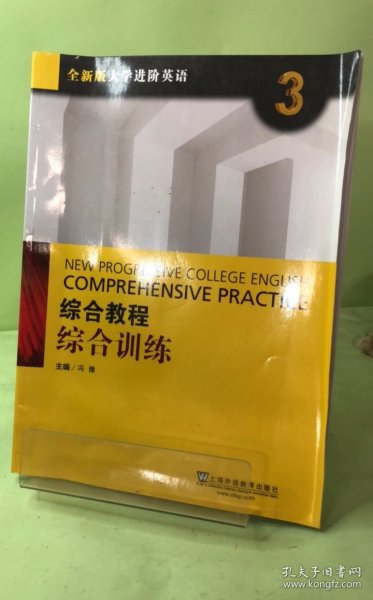 全新版大学进阶英语
3
NEW PROGRESSIVE COLLEGE ENGLISH
COMPREHENSIVE PRACTICE
综合教程
综合训练
主编／冯 豫
上海外语教育出版社
www.sflep.com
孔夫子旧书网
www.kongfz.com